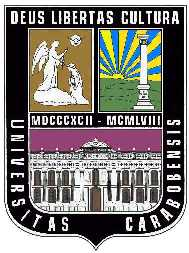 DEUS LIBERTAS CULTURA
MDCCCXCII - MCMLVIII
UNIVERSITAS CARABOBENSIS